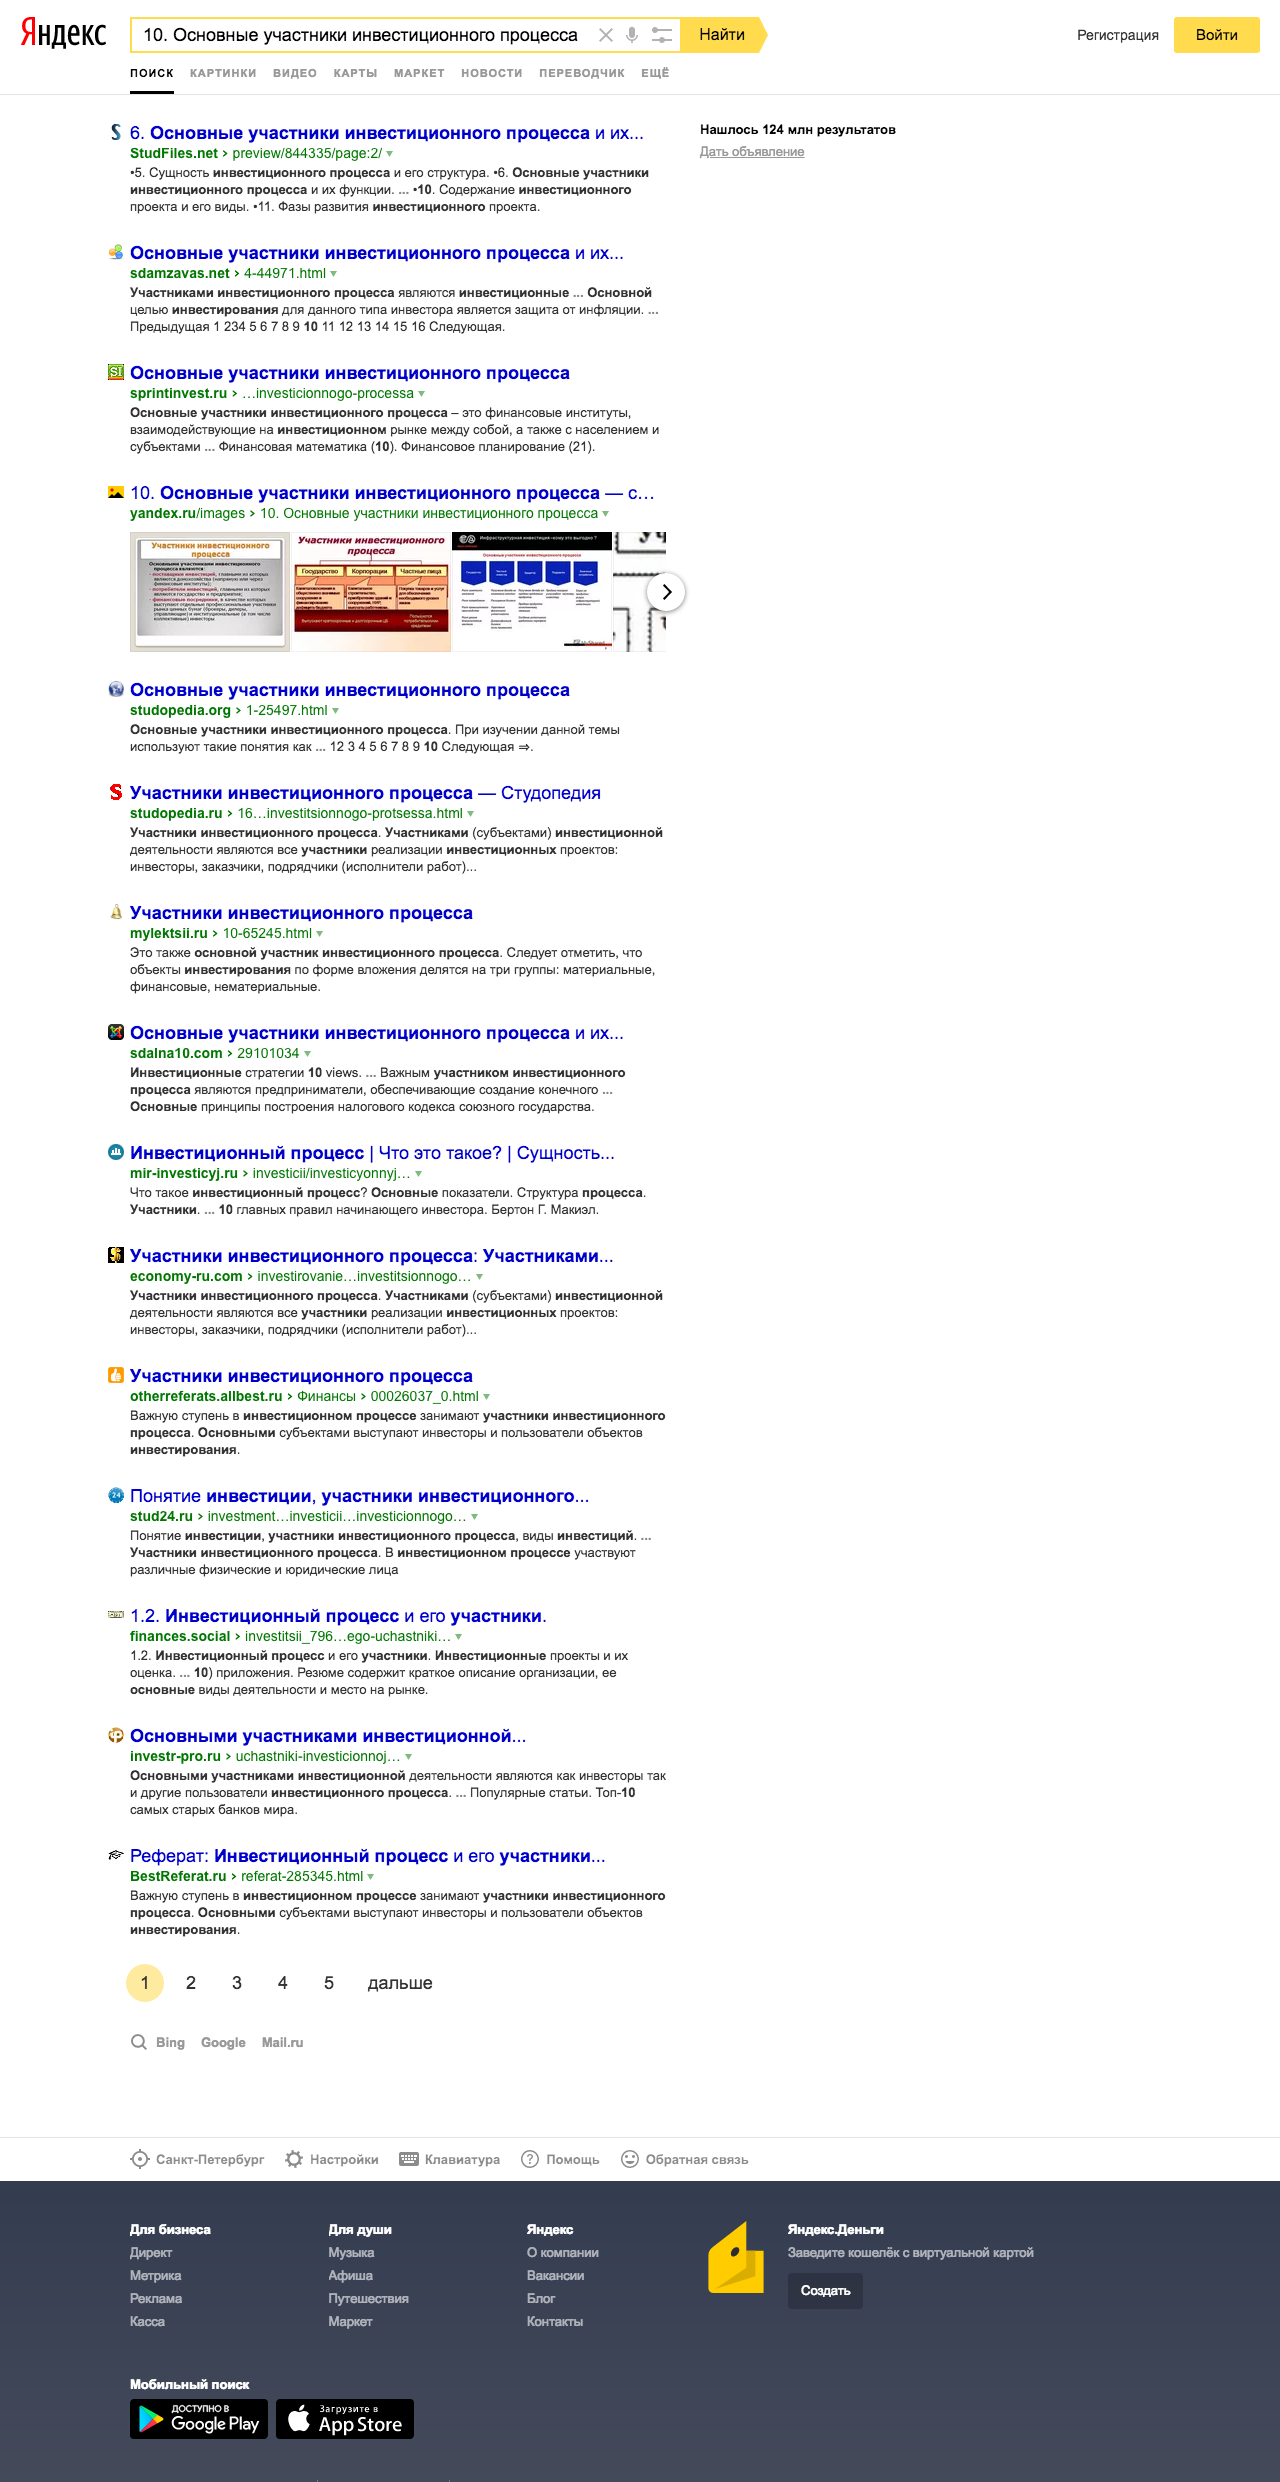 Яндекс
10. Основные участники инвестиционного процесса
Найти
Регистрация
Войти
ПОИСК КАРТИНКИ ВИДЕО КАРТЫ МАРКЕТ НОВОСТИ ПЕРЕВОДЧИК ЕЩЁ
Нашлось 124 млн результатов
Дать объявление
6. Основные участники инвестиционного процесса и их...
StudFiles.net › preview/844335/page:2/
•5. Сущность инвестиционного процесса и его структура. •6. Основные участники
инвестиционного процесса и их функции. ... •10. Содержание инвестиционного
проекта и его виды. •11. Фазы развития инвестиционного проекта.
Основные участники инвестиционного процесса и их...
sdamzavas.net › 4-44971.html
Участниками инвестиционного процесса являются инвестиционные ... Основной
целью инвестирования для данного типа инвестора является защита от инфляции. ...
Предыдущая 1 234 5 6 7 8 9 10 11 12 13 14 15 16 Следующая.
Основные участники инвестиционного процесса
sprintinvest.ru › …investicionnogo-processa
Основные участники инвестиционного процесса – это финансовые институты,
взаимодействующие на инвестиционном рынке между собой, а также с населением и
субъектами ... Финансовая математика (10). Финансовое планирование (21).
10. Основные участники инвестиционного процесса — с…
yandex.ru/images › 10. Основные участники инвестиционного процесса
Участники инвестиционного
процесса
Основными участниками инвестиционного
процесса являются:
Участники инвестиционного
процесса
Государство Корпорации Частные лица
Инфраструктурная инвестиция -кому это выгодно ?
Основные участники инвестиционного процесса
Основные участники инвестиционного процесса
studopedia.org › 1-25497.html
Основные участники инвестиционного процесса. При изучении данной темы
используют такие понятия как ... 12 3 4 5 6 7 8 9 10 Следующая ⇒.
Участники инвестиционного процесса — Студопедия
studopedia.ru › 16…investitsionnogo-protsessa.html
Участники инвестиционного процесса. Участниками (субъектами) инвестиционной
деятельности являются все участники реализации инвестиционных проектов:
инвесторы, заказчики, подрядчики (исполнители работ)...
Участники инвестиционного процесса
mylektsii.ru › 10-65245.html
Это также основной участник инвестиционного процесса. Следует отметить, что
объекты инвестирования по форме вложения делятся на три группы: материальные,
финансовые, нематериальные.
Основные участники инвестиционного процесса и их...
sdalna10.com › 29101034
Инвестиционные стратегии 10 views. ... Важным участником инвестиционного
процесса являются предприниматели, обеспечивающие создание конечного ...
Основные принципы построения налогового кодекса союзного государства.
Инвестиционный процесс | Что это такое? | Сущность...
mir-investicyj.ru › investicii/investicyonnyj…
Что такое инвестиционный процесс? Основные показатели. Структура процесса.
Участники. ... 10 главных правил начинающего инвестора. Бертон Г. Макиэл.
Участники инвестиционного процесса: Участниками...
economy-ru.com › investirovanie…investitsionnogo…
Участники инвестиционного процесса. Участниками (субъектами) инвестиционной
деятельности являются все участники реализации инвестиционных проектов:
инвесторы, заказчики, подрядчики (исполнители работ)...
Участники инвестиционного процесса
otherreferats.allbest.ru › Финансы › 00026037_0.html
Важную ступень в инвестиционном процессе занимают участники инвестиционного
процесса. Основными субъектами выступают инвесторы и пользователи объектов
инвестирования.
Понятие инвестиции, участники инвестиционного...
stud24.ru › investment…investicii…investicionnogo…
Понятие инвестиции, участники инвестиционного процесса, виды инвестиций. ...
Участники инвестиционного процесса. В инвестиционном процессе участвуют
различные физические и юридические лица
1.2. Инвестиционный процесс и его участники.
finances.social › investitsii_796…ego-uchastniki…
1.2. Инвестиционный процесс и его участники. Инвестиционные проекты и их
оценка. ... 10) приложения. Резюме содержит краткое описание организации, ее
основные виды деятельности и место на рынке.
Основными участниками инвестиционной...
investr-pro.ru › uchastniki-investicionnoj…
Основными участниками инвестиционной деятельности являются как инвесторы так
и другие пользователи инвестиционного процесса. ... Популярные статьи. Топ-10
самых старых банков мира.
Реферат: Инвестиционный процесс и его участники...
BestReferat.ru › referat-285345.html
Важную ступень в инвестиционном процессе занимают участники инвестиционного
процесса. Основными субъектами выступают инвесторы и пользователи объектов
инвестирования.
1 2 3 4 5 дальше
Bing Google Mail.ru
Санкт-Петербург Настройки Клавиатура Помощь Обратная связь
Для бизнеса
Директ
Метрика
Реклама
Касса
Для души
Музыка
Афиша
Путешествия
Маркет
Яндекс
О компании
Вакансии
Блог
Контакты
Яндекс.Деньги
Заведите кошелёк с виртуальной картой
Создать
Мобильный поиск
ДОСТУПНО В
Google Play
Загрузите в
App Store